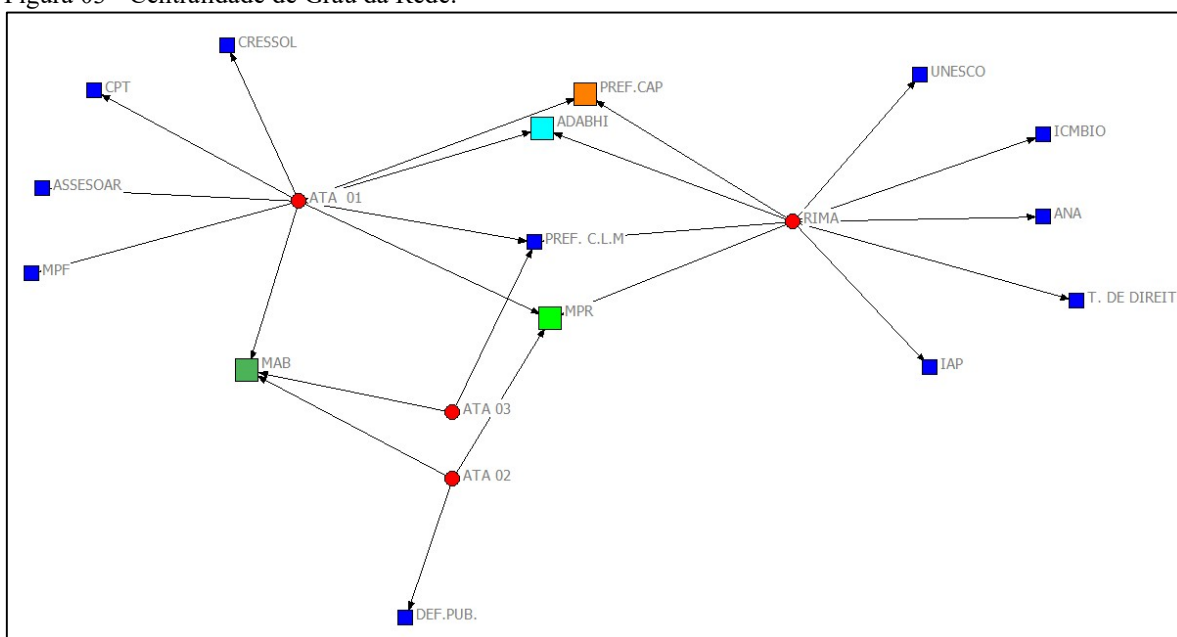 Figura 03 - Centralidade de Grau da Rede.
CRESSOL
CPT
PREF.CAP
UNESCO
ADABHI
ICMBIO
ASSESOAR
ATA 01
RIMA
ANA
PREF. C.L.M
MPF
T. DE DIREIT
MPR
MAB
IAP
ATA 03
ATA 02
DEF.PUB.